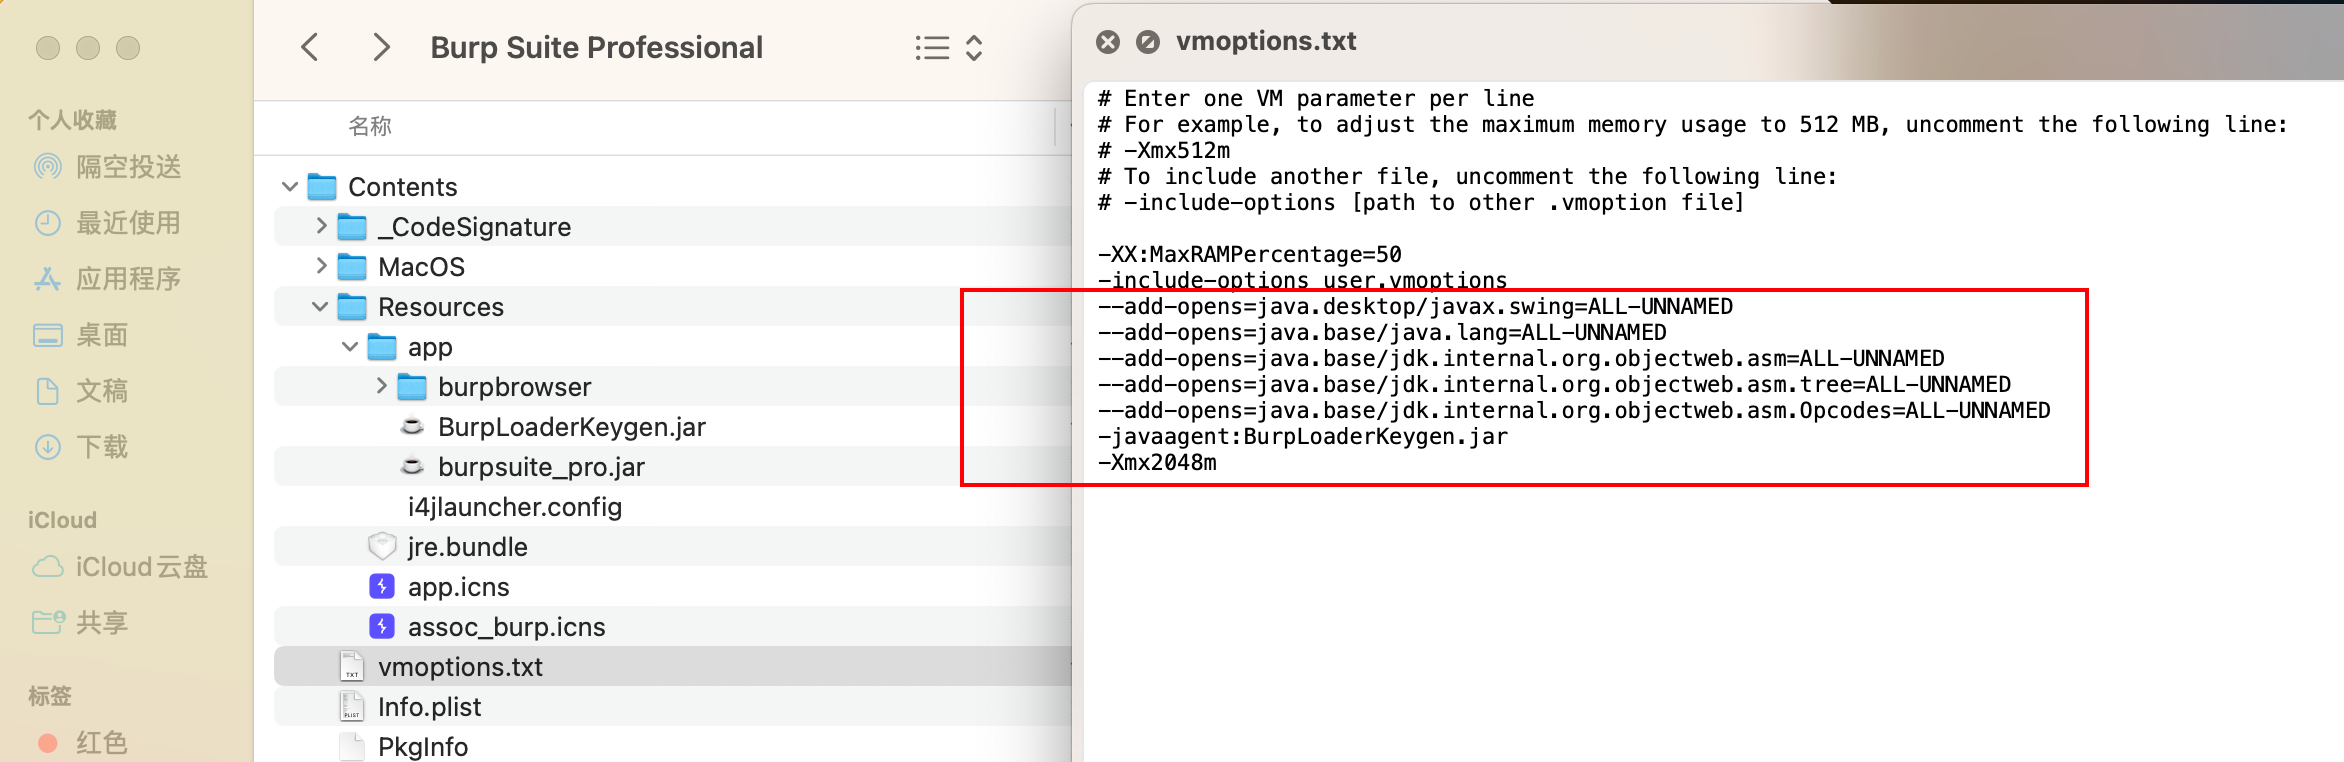 个人收藏
隔空投送
最近使用
应用程序
桌面
文稿
下载
iCloud
iCloud云盘
共享
标签
红色
Burp Suite Professional
名称
Contents
_CodeSignature
MacOS
Resources
app
burpbrowser
BurpLoaderKeygen.jar
burpsuite_pro.jar
i4jlauncher.config
jre.bundle
app.icns
assoc_burp.icns
vmoptions.txt
Info.plist
PkgInfo
TXT
PLIST
vmoptions.txt
# Enter one VM parameter per line
# For example, to adjust the maximum memory usage to 512 MB, uncomment the following line:
# -Xmx512m
# To include another file, uncomment the following line:
# -include-options [path to other .vmoption file]
-XX:MaxRAMPercentage=50
-include-options user.vmoptions
--add-opens=java.desktop/javax.swing=ALL-UNNAMED
--add-opens=java.base/java.lang=ALL-UNNAMED
--add-opens=java.base/jdk.internal.org.objectweb.asm=ALL-UNNAMED
--add-opens=java.base/jdk.internal.org.objectweb.asm.tree=ALL-UNNAMED
--add-opens=java.base/jdk.internal.org.objectweb.asm.Opcodes=ALL-UNNAMED
-javaagent:BurpLoaderKeygen.jar
-Xmx2048m